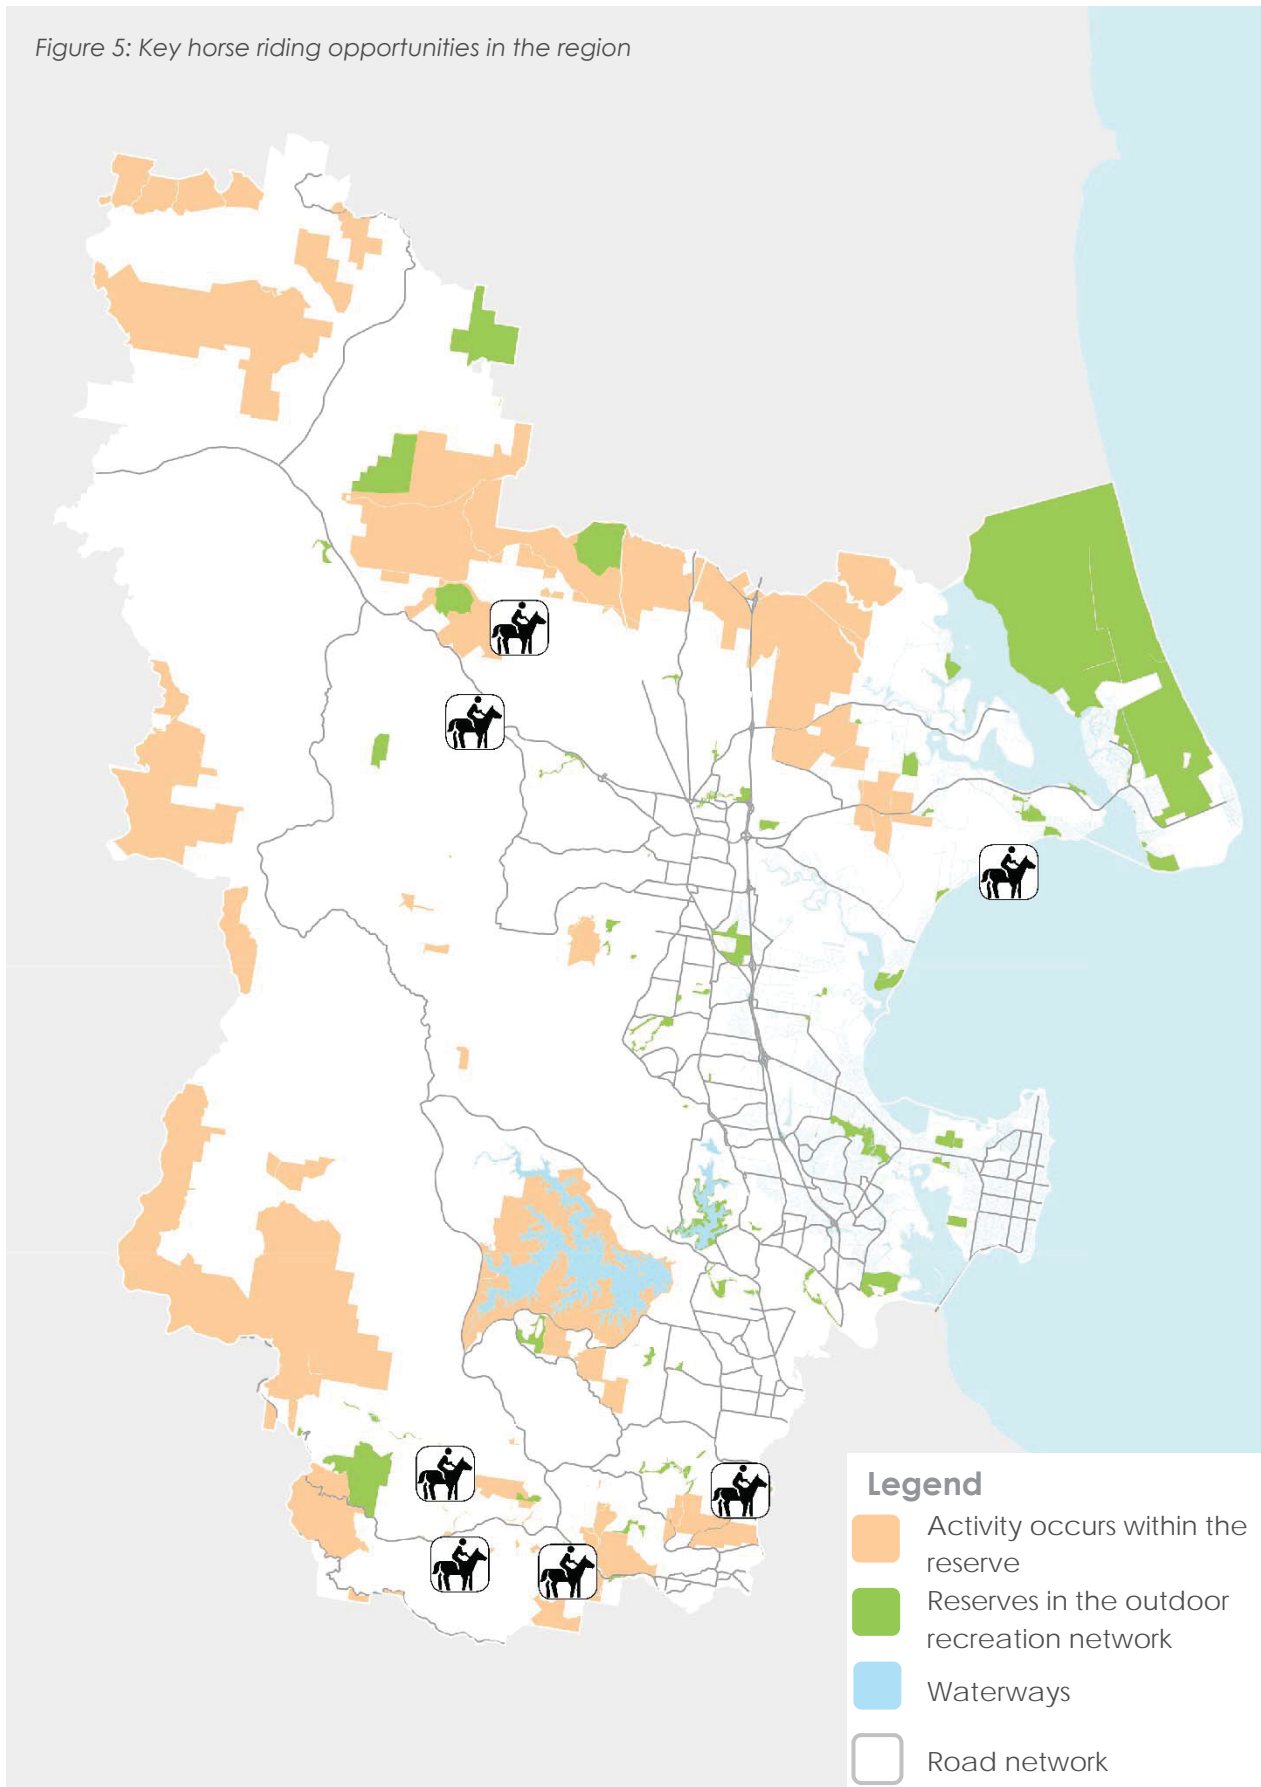 Figure 5: Key horse riding opportunities in the region
Legend
Activity occurs within the
reserve
Reserves in the outdoor
recreation network
Waterways
Road network